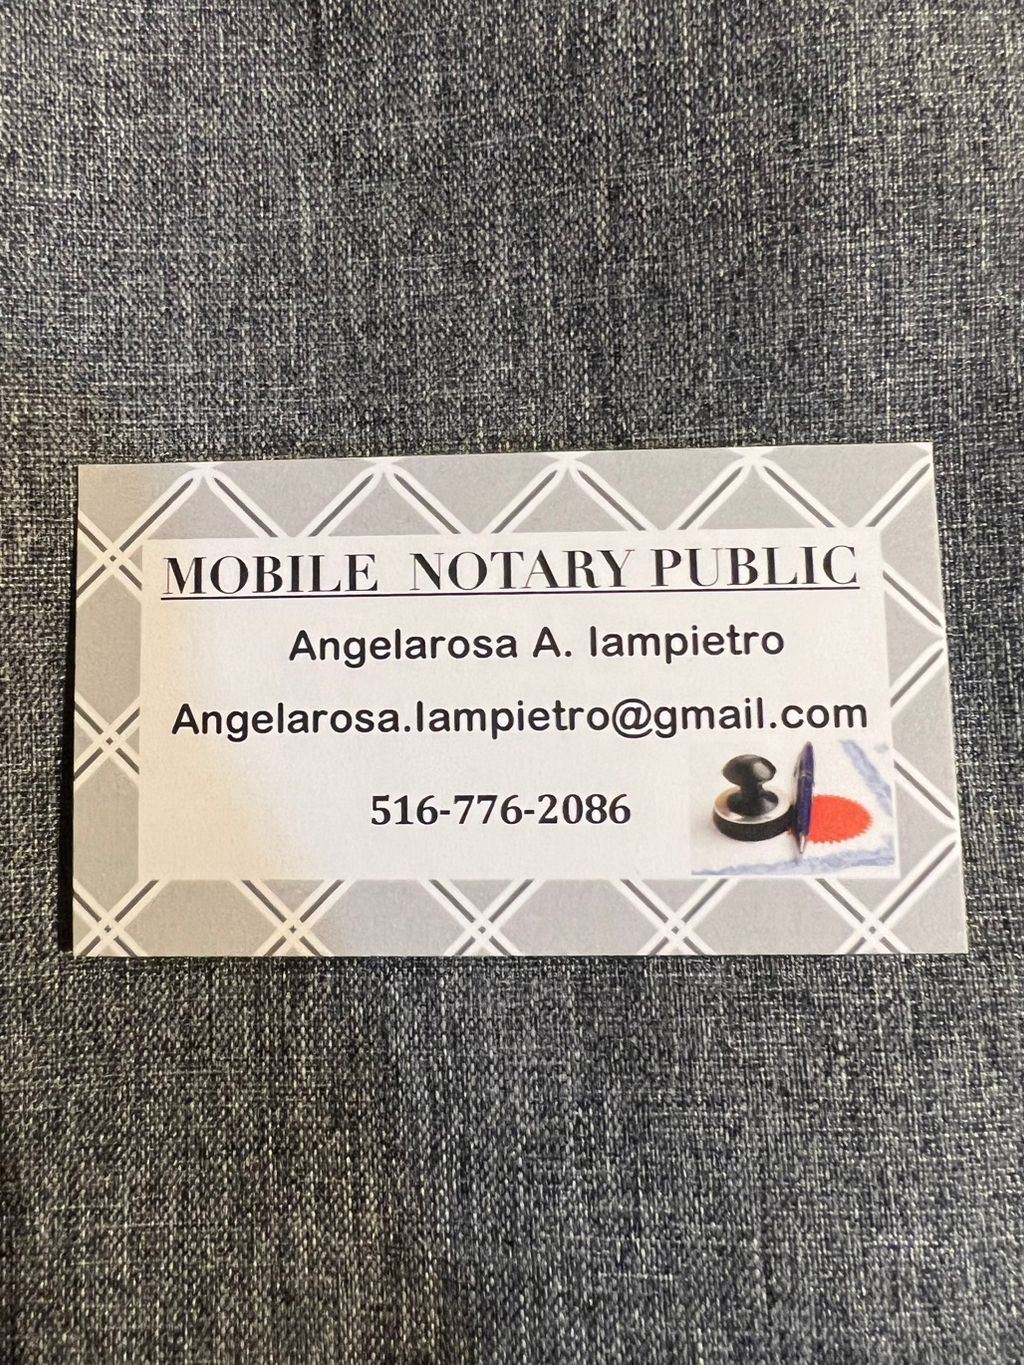 MOBILE NOTARY PUBLIC
Angelarosa A. Iampietro
Angelarosa.Iampietro@gmail.com
516-776-2086